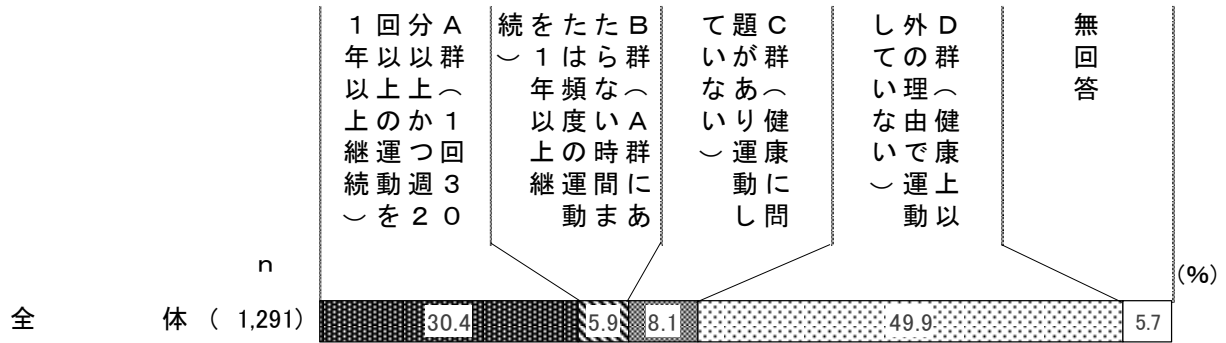 Ａ群（１回３０
分以上かつ週２
回以上の運動を
１年以上継続）
Ｂ群（Ａ群にあ
たらない時間ま
たは頻度の運動
を１年以上継
続）
Ｃ群（健康に問
題があり運動し
ていない）
Ｄ群（健康上以
外の理由で運動
していない）
無回答
ｎ
(%)
全体 ( 1,291) 30.4 5.9 8.1 49.9 5.7